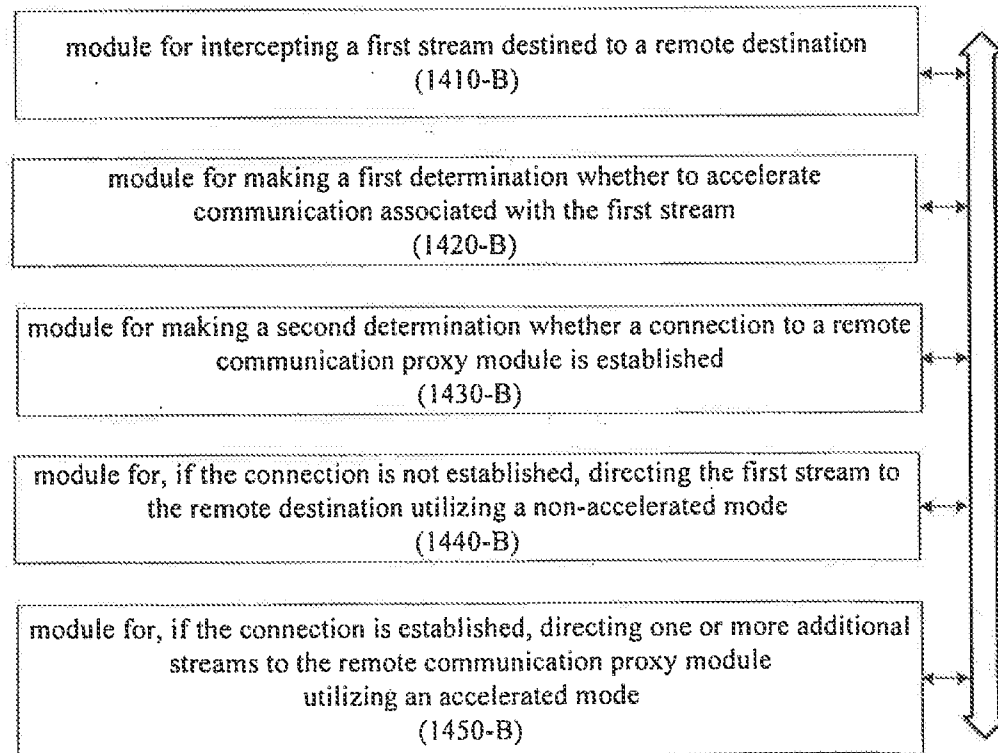 module for intercepting a first stream destined to a remote destination
(1410-B)
module for making a first determination whether to accelerate
communication associated with the first stream
(1420-B)
module for making a second determination whether a connection to a remote
communication proxy module is established
(1430-B)
module for, if the connection is not established, directing the first stream to
the remote destination utilizing a non-accelerated mode
(1440-B)
module for, if the connection is established, directing one or more additional
streams to the remote communication proxy module
utilizing an accelerated mode
(1450-B)